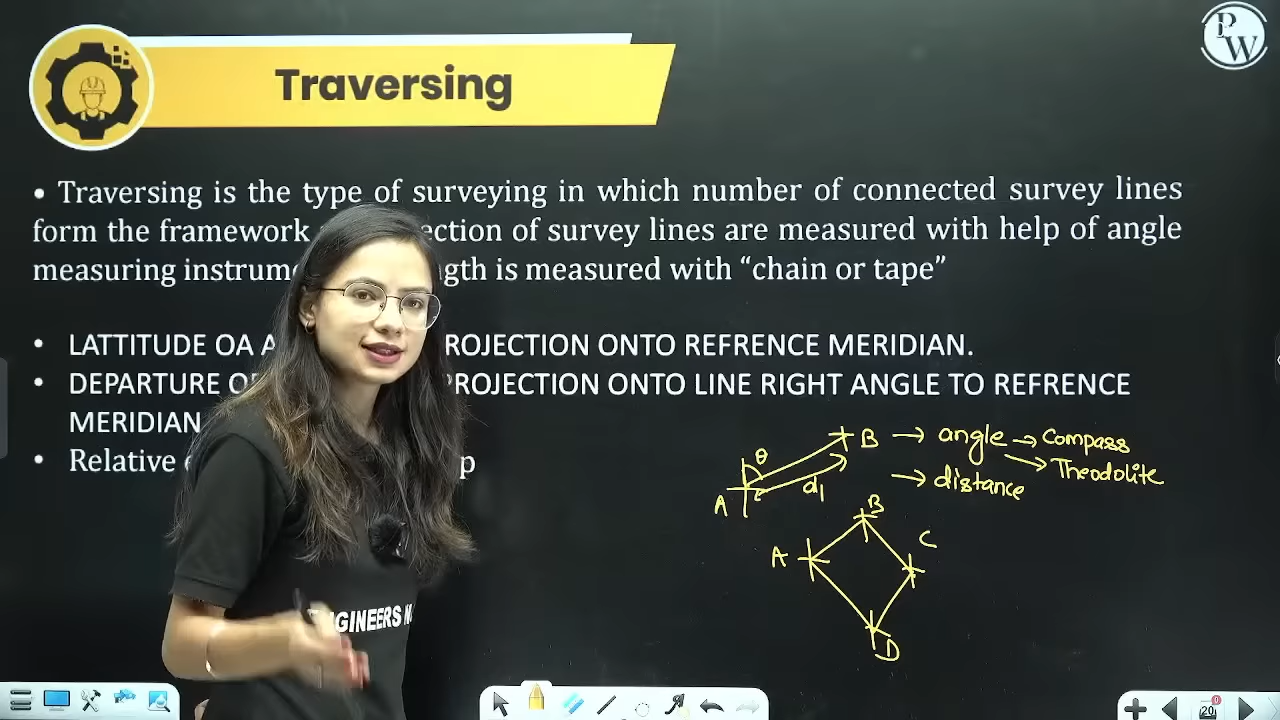 PW
Traversing
• Traversing is the type of surveying in which number of connected survey lines
form the framework ection of survey lines are measured with help of angle
measuring instrume gth is measured with “chain or tape”
• LATTITUDE OA A ROJECTION ONTO REFRENCE MERIDIAN.
• DEPARTURE O PROJECTION ONTO LINE RIGHT ANGLE TO REFRENCE
MERIDIAN
• Relative e p
θ
B → angle → Compass
→ Theodolite
A d1 → distance
B
A C
D
NGINEERS
20